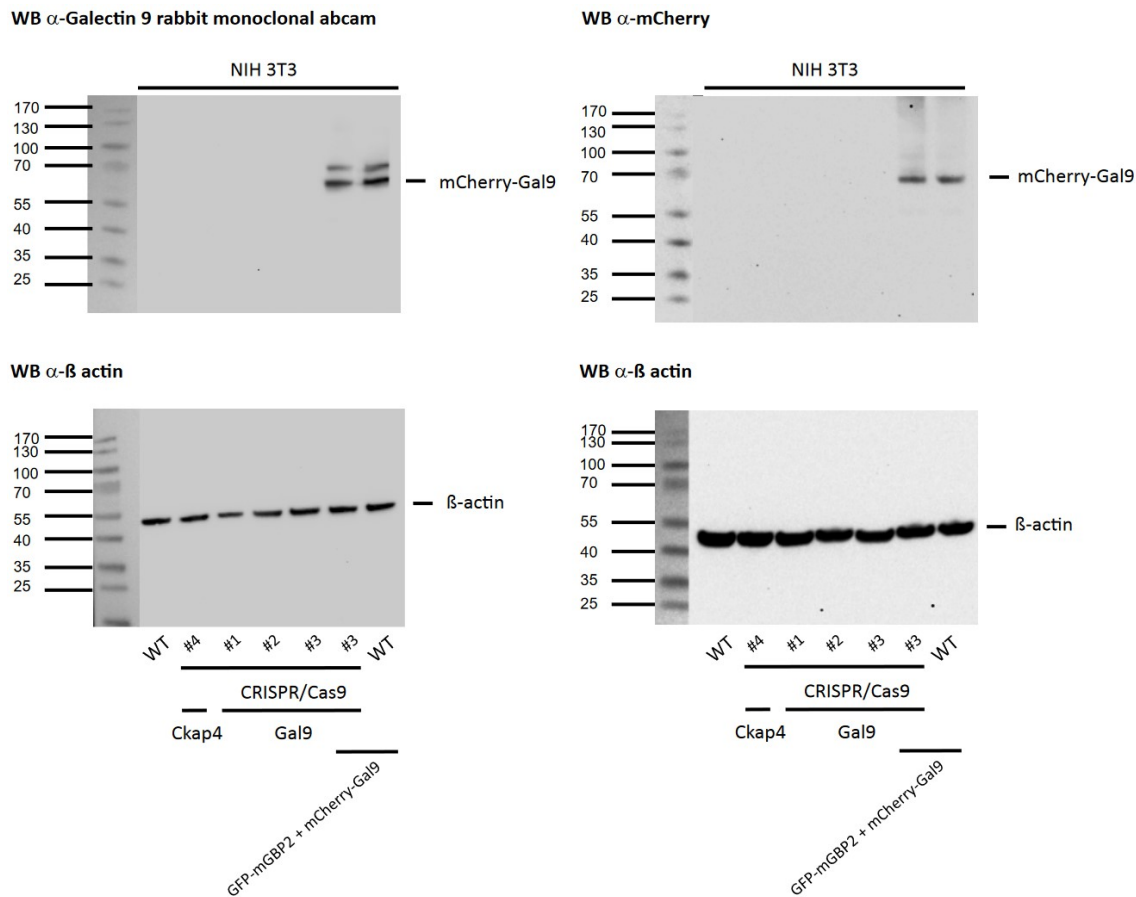 WB α-Galectin 9 rabbit monoclonal abcam
NIH 3T3
170
130
100
70
55
40
35
25
mCherry-Gal9
WB α-mCherry
NIH 3T3
170
130
100
70
55
40
35
25
mCherry-Gal9
WB α-ß actin
170
130
100
70
55
40
35
25
ß-actin
WT #4 #1 #2 #3 #3 WT
CRISPR/Cas9
Ckap4 Gal9
GFP-mGBP2 + mCherry-Gal9
WB α-ß actin
170
130
100
70
55
40
35
25
ß-actin
WT #4 #1 #2 #3 #3 WT
CRISPR/Cas9
Ckap4 Gal9
GFP-mGBP2 + mCherry-Gal9